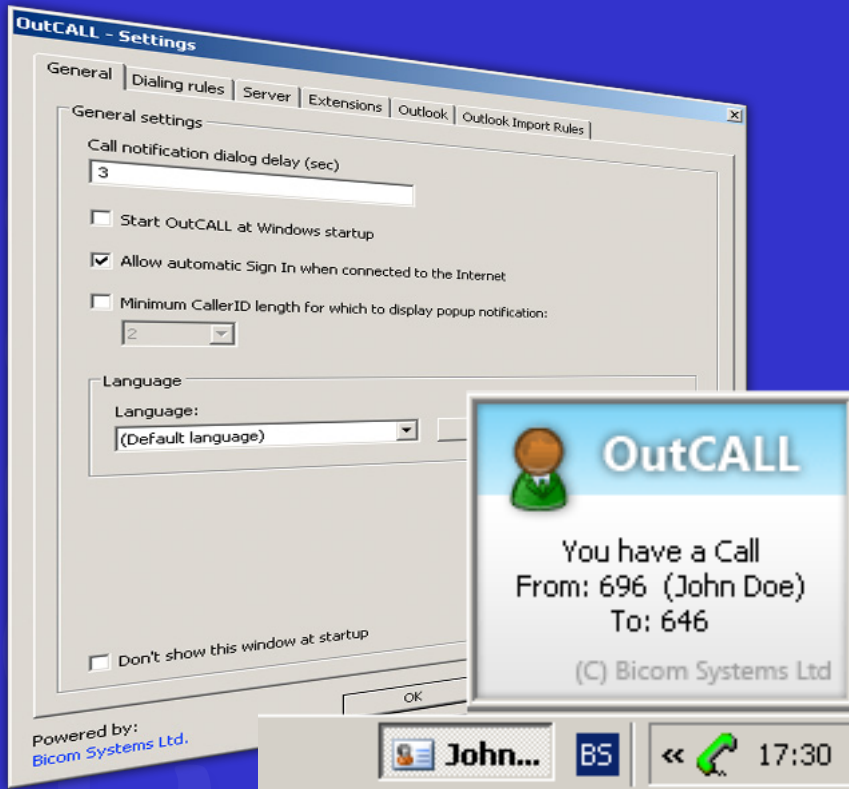 OutCALL - Settings
General
Dialing rules
Server
Extensions
Outlook
Outlook Import Rules
General settings
Call notification dialog delay (sec)
3
Start OutCALL at Windows startup
Allow automatic Sign In when connected to the Internet
Minimum CallerID length for which to display popup notification:
2
Language
Language:
(Default language)
Don't show this window at startup
OK
Powered by:
Bicom Systems Ltd.
OutCALL
You have a Call
From: 696 (John Doe)
To: 646
(C) Bicom Systems Ltd
John...
BS
« 17:30